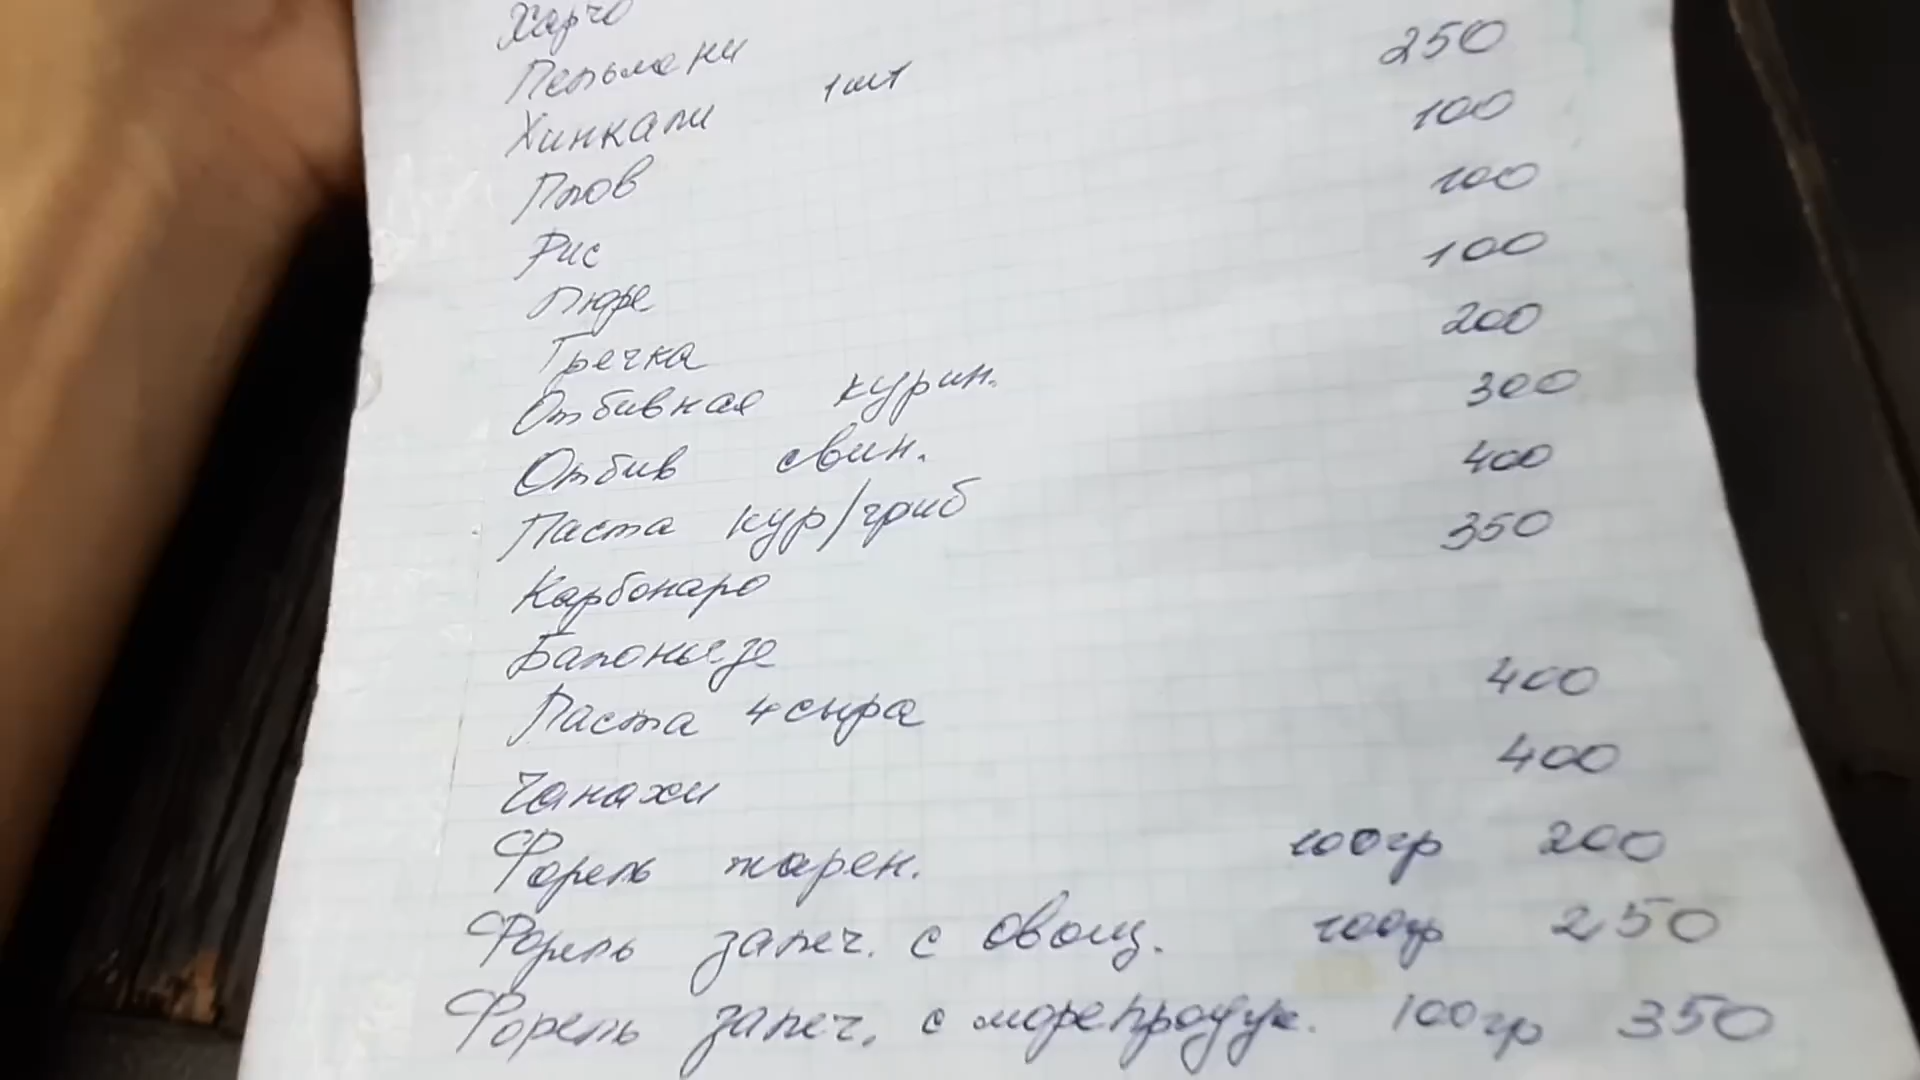 Харчо
Пельмени
Хинкали 1шт
Плов 250
Рис 100
Пюре 100
Гречка 100
Отбивная курин. 200
Отбив свин. 300
Паста кур/гриб 400
Карбонаро 350
Балоньезе
Паста 4 сыра 400
Чанахи 400
Форель жарен. 100гр 200
Форель запеч. с овощ. 100гр 250
Форель запеч. с морепродук. 100гр 350